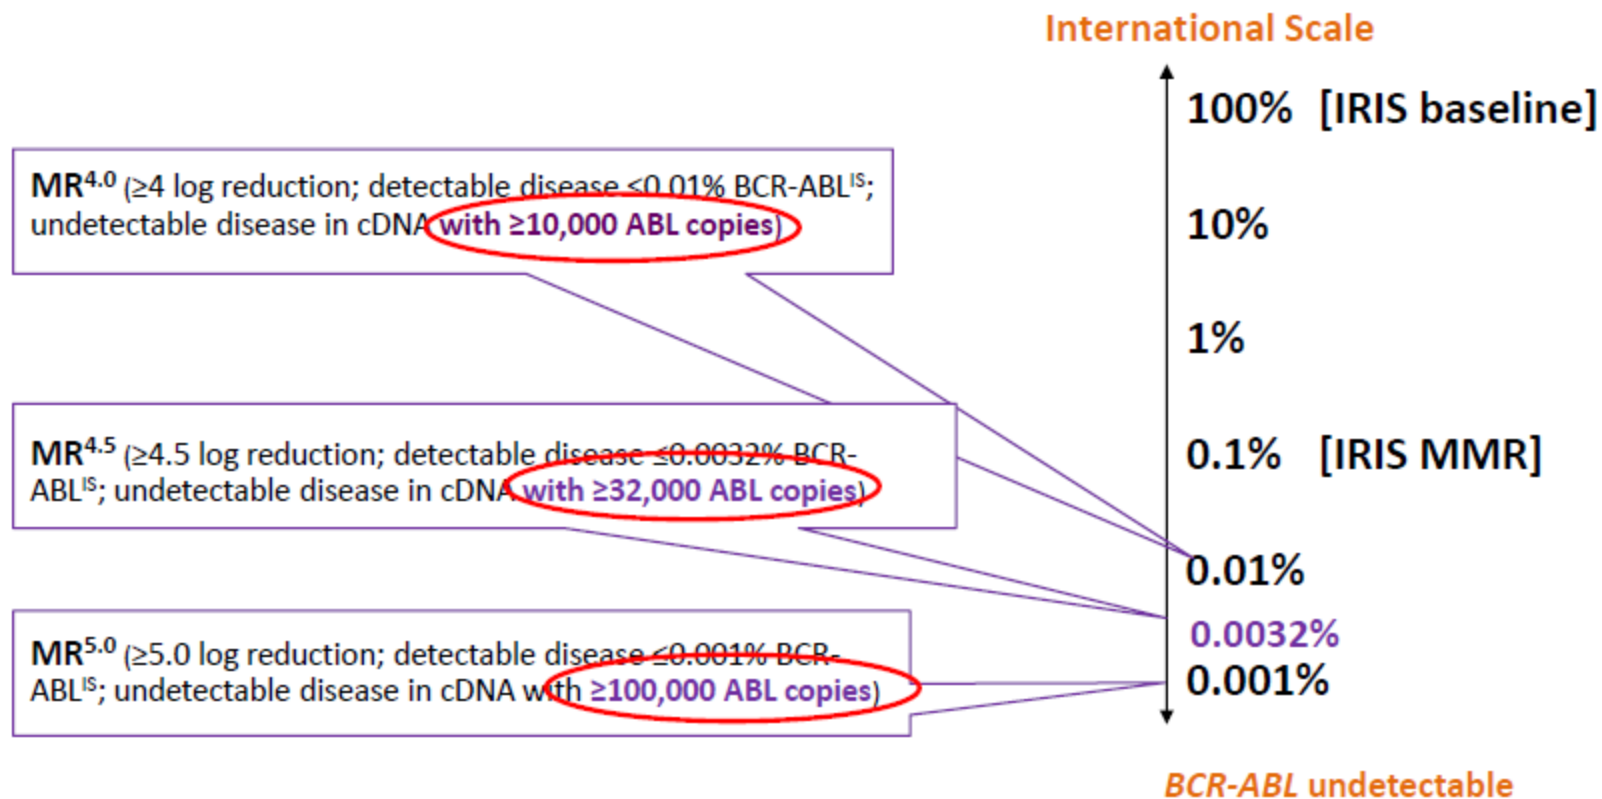 International Scale
100% [IRIS baseline]
MR4.0 (≥4 log reduction; detectable disease ≤0.01% BCR-ABLIS;
undetectable disease in cDNA with ≥10,000 ABL copies)
10%
1%
MR4.5 (≥4.5 log reduction; detectable disease ≤0.0032% BCR-
ABLIS; undetectable disease in cDNA with ≥32,000 ABL copies)
0.1% [IRIS MMR]
0.01%
0.0032%
MR5.0 (≥5.0 log reduction; detectable disease ≤0.001% BCR-
ABLIS; undetectable disease in cDNA with ≥100,000 ABL copies)
0.001%
BCR-ABL undetectable